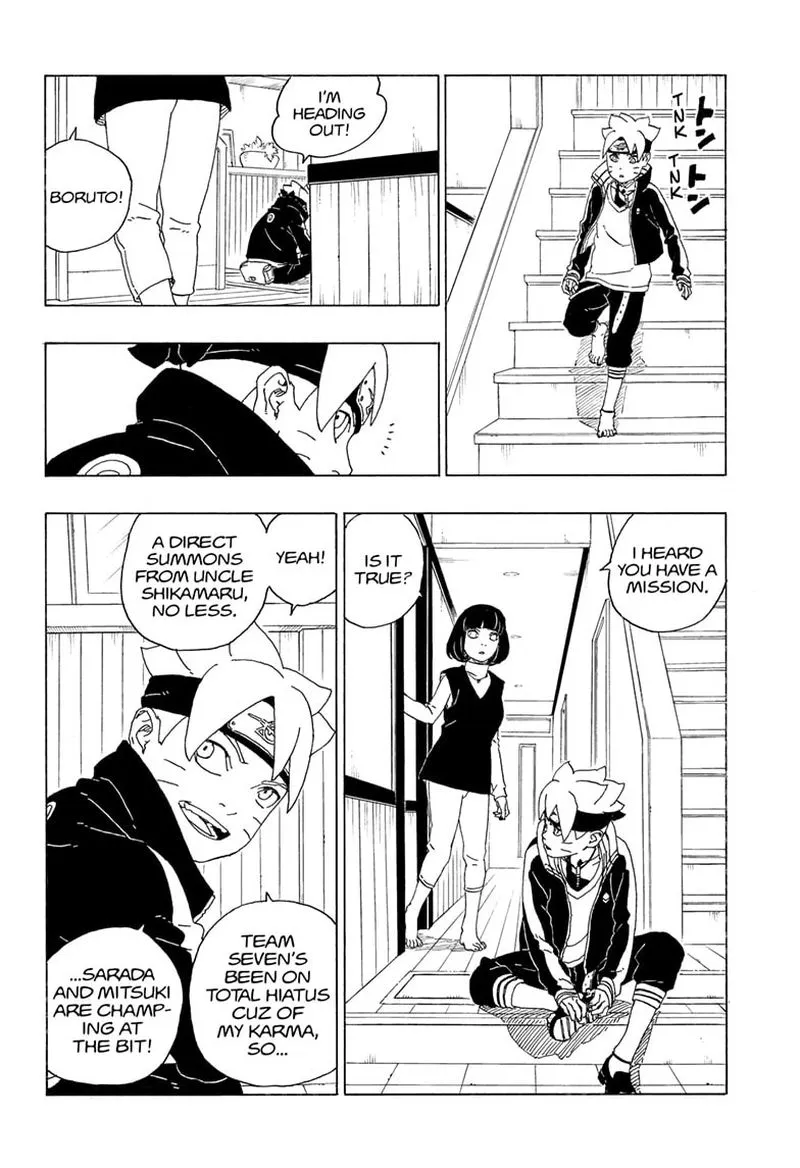 トン
トン
TNK
TNK
I'M
HEADING
OUT!
BORUTO!
I HEARD
YOU HAVE A
MISSION.
IS IT
TRUE?
YEAH!
A DIRECT
SUMMONS
FROM UNCLE
SHIKAMARU,
NO LESS.
TEAM
SEVEN'S
BEEN ON
TOTAL HIATUS
CUZ OF
MY KARMA,
SO...
...SARADA
AND MITSUKI
ARE CHAMP-
ING AT
THE BIT!